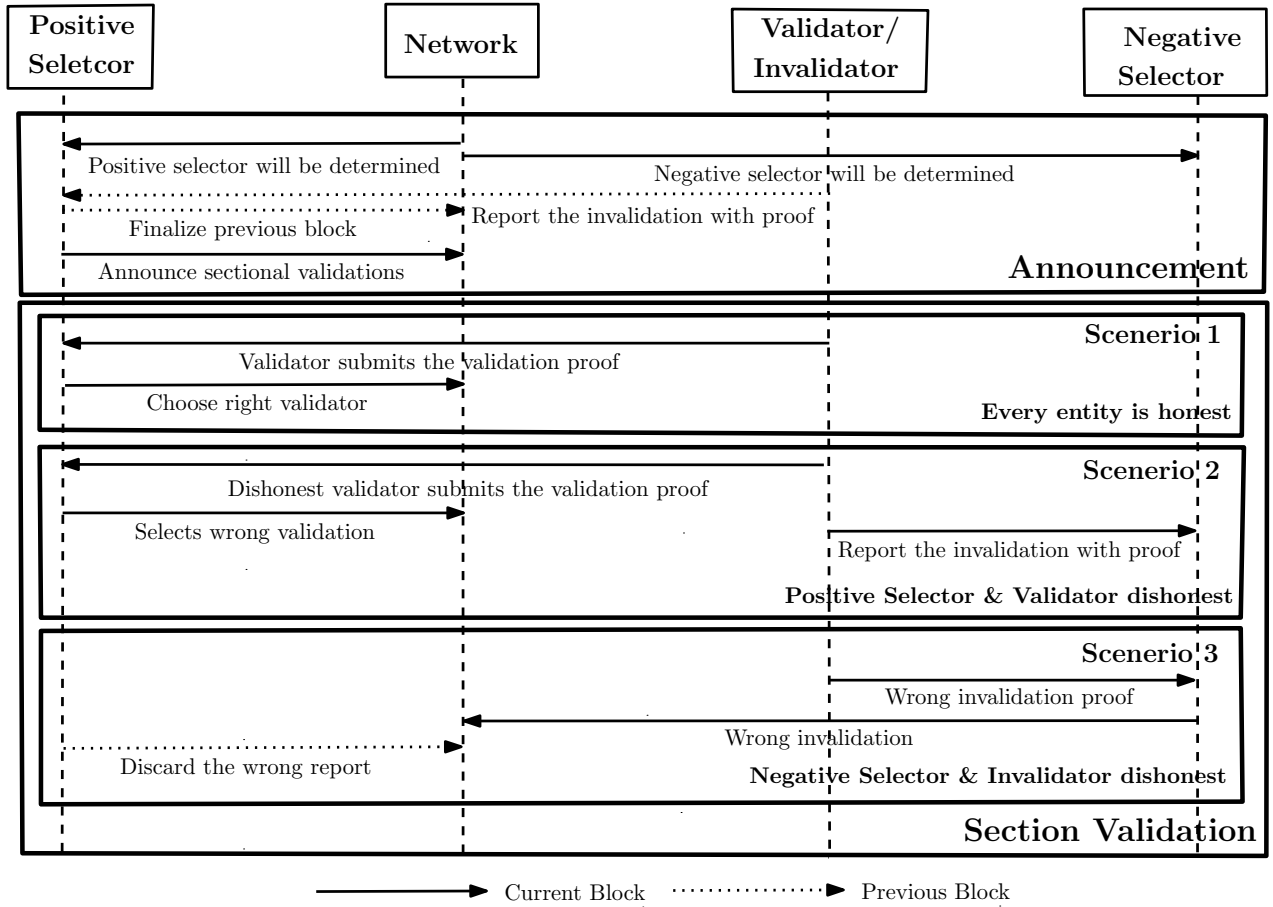 Positive
Seletcor
Network
Validator/
Invalidator
Negative
Selector
Positive selector will be determined
Negative selector will be determined
Report the invalidation with proof
Finalize previous block
Announce sectional validations
Announcement
Scenerio 1
Validator submits the validation proof
Choose right validator
Every entity is honest
Scenerio 2
Dishonest validator submits the validation proof
Selects wrong validation
Report the invalidation with proof
Positive Selector & Validator dishonest
Scenerio 3
Wrong invalidation proof
Wrong invalidation
Discard the wrong report
Negative Selector & Invalidator dishonest
Section Validation
Current Block
Previous Block